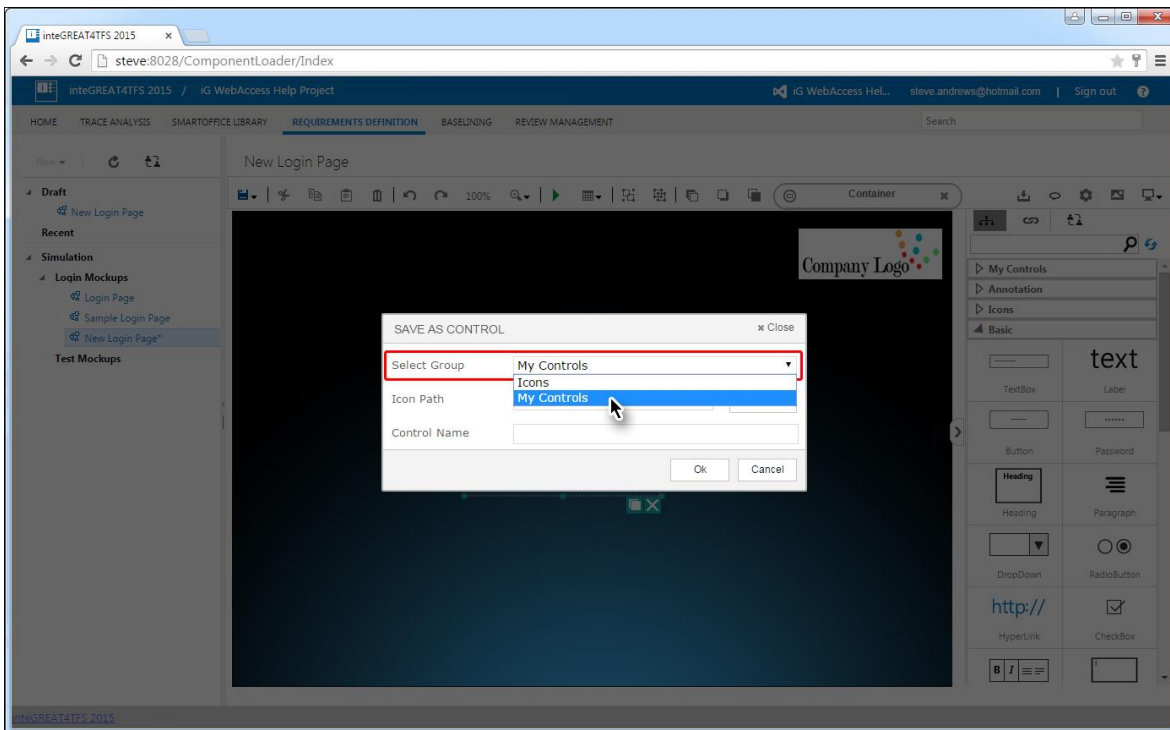 inteGREAT4TFS 2015
steve:8028/ComponentLoader/Index
inteGREAT4TFS 2015 / iG WebAccess Help Project
iG WebAccess Hel... steve.andrews@hotmail.com | Sign out
HOME TRACE ANALYSIS SMARTOFFICE LIBRARY REQUIREMENTS DEFINITION BASELINING REVIEW MANAGEMENT Search
New
New Login Page
Draft
New Login Page
Recent
Simulation
Login Mockups
Login Page
Sample Login Page
New Login Page*
Test Mockups
100%
Container
Company Logo
SAVE AS CONTROL
Close
Select Group My Controls
Icons
My Controls
Icon Path
Control Name
Ok Cancel
My Controls
Annotation
Icons
Basic
text
TextBox Label
Button Password
Heading
Heading Paragraph
DropDown RadioButton
http://
HyperLink CheckBox
B I
inteGREAT4TFS 2015